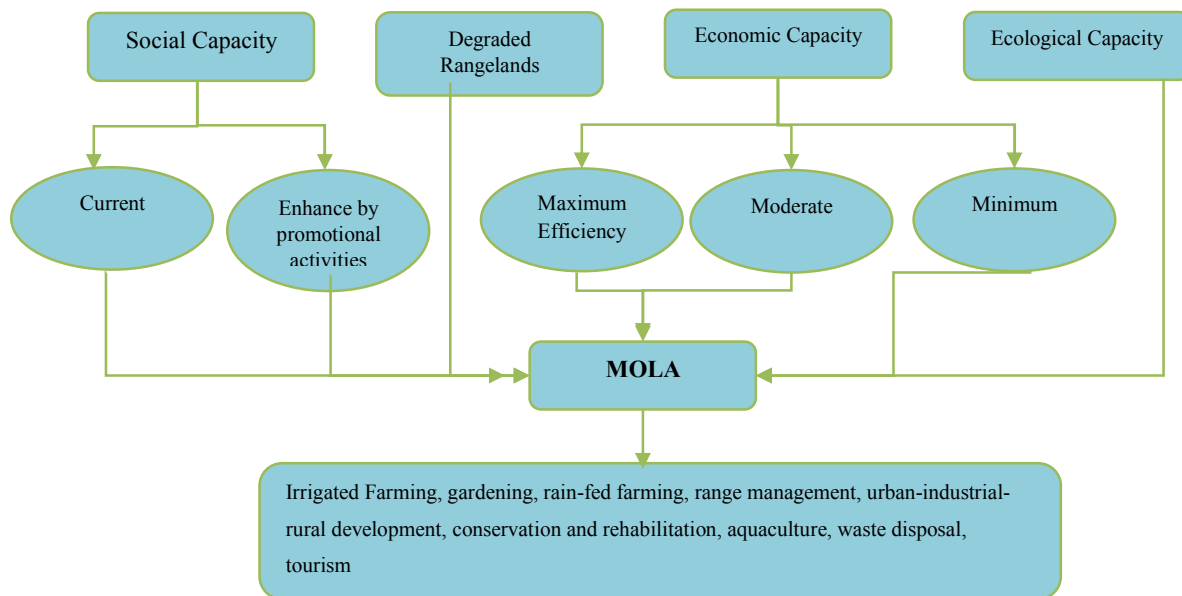 Social Capacity
Degraded
Rangelands
Economic Capacity
Ecological Capacity
Current
Enhance by
promotional
activities
Maximum
Efficiency
Moderate
Minimum
MOLA
Irrigated Farming, gardening, rain-fed farming, range management, urban-industrial-
rural development, conservation and rehabilitation, aquaculture, waste disposal,
tourism